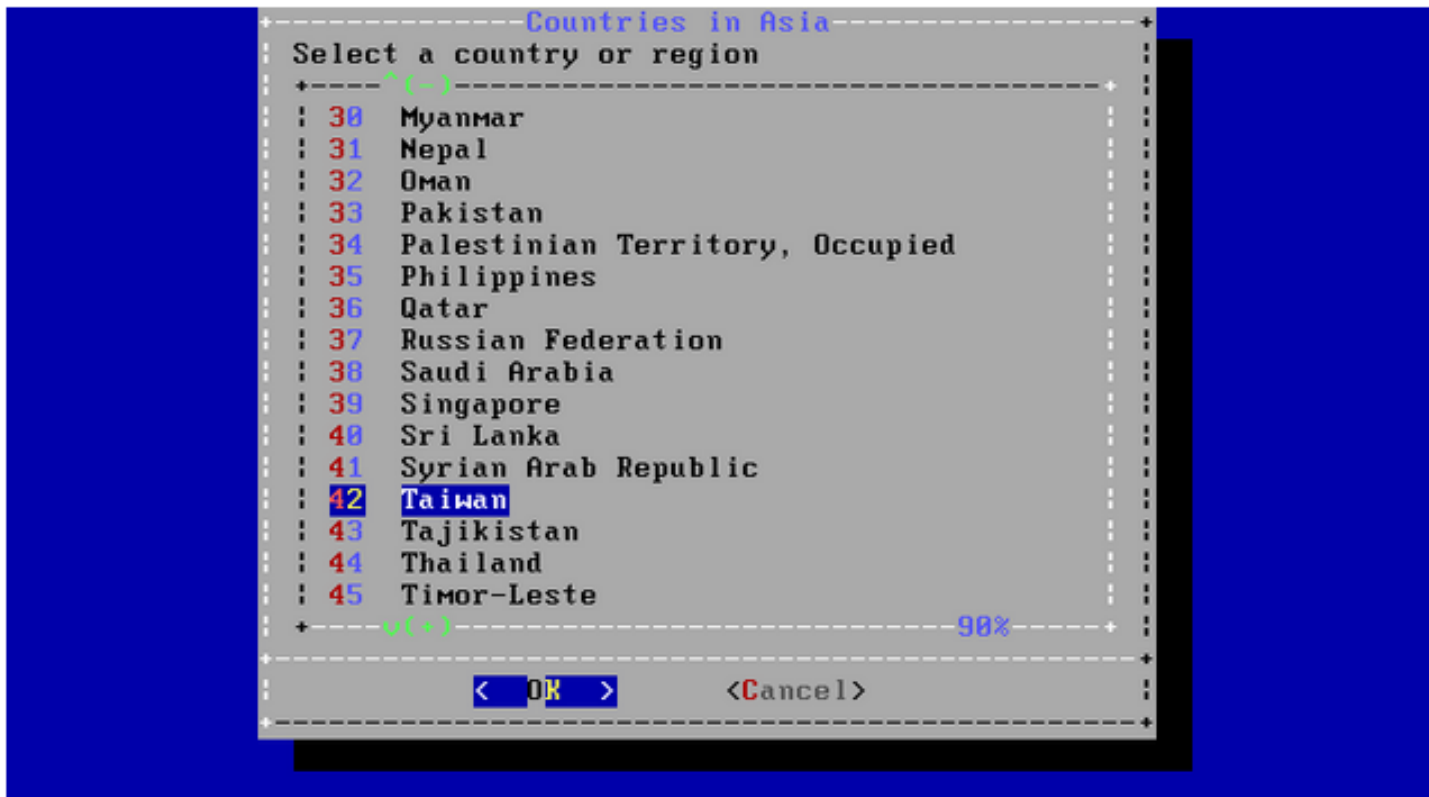 Countries in Asia
Select a country or region
^(-)
30 Myanmar
31 Nepal
32 Oman
33 Pakistan
34 Palestinian Territory, Occupied
35 Philippines
36 Qatar
37 Russian Federation
38 Saudi Arabia
39 Singapore
40 Sri Lanka
41 Syrian Arab Republic
42 Taiwan
43 Tajikistan
44 Thailand
45 Timor-Leste
v(+) 90%
< OK > <Cancel>